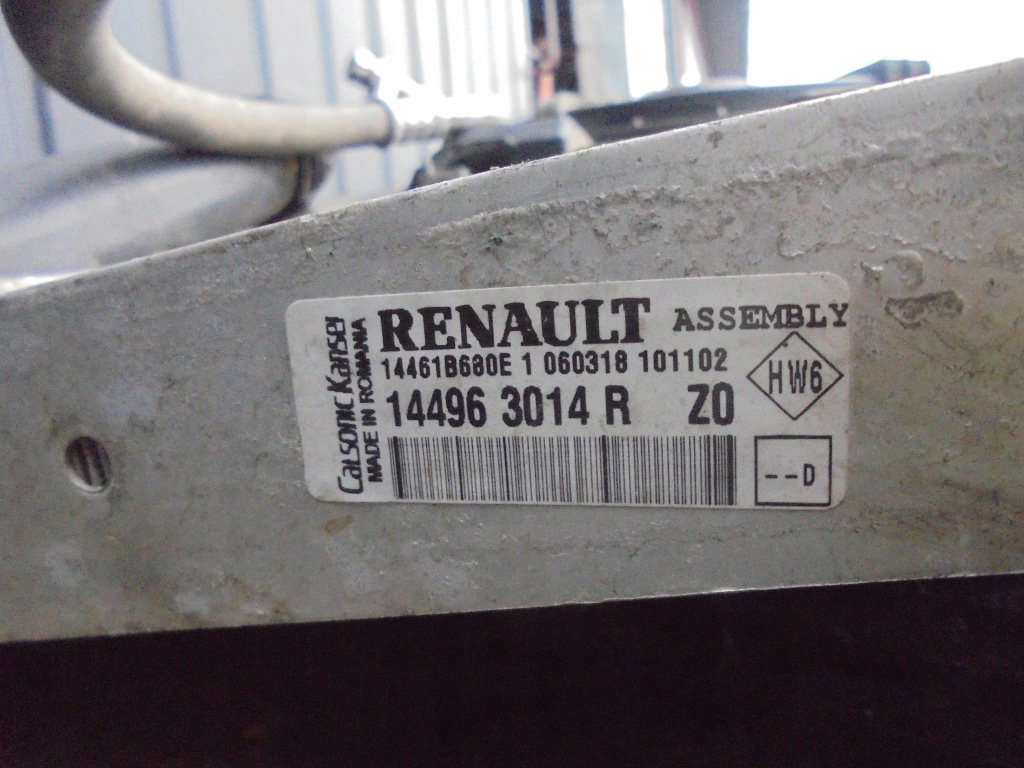 Calsonic Kansei
MADE IN ROMANIA
RENAULT ASSEMBLY
14461B680E 1 060318 101102
14496 3014 R Z0
HW6
--D